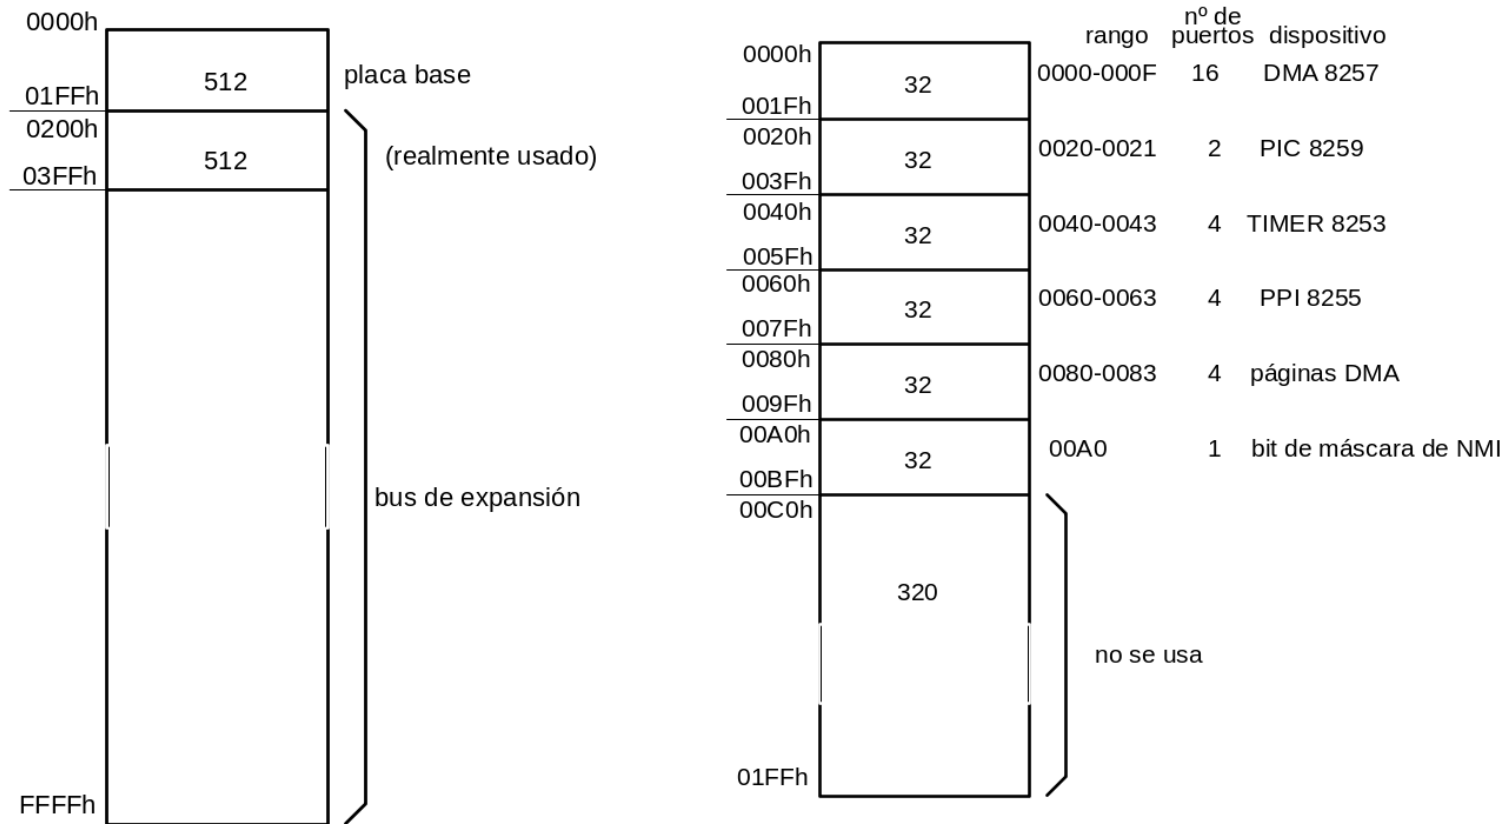 0000h
512
placa base
01FFh
0200h
512
(realmente usado)
03FFh
bus de expansión
FFFFh
rango nº de puertos dispositivo
0000h
32
0000-000F 16 DMA 8257
001Fh
0020h
32
0020-0021 2 PIC 8259
003Fh
0040h
32
0040-0043 4 TIMER 8253
005Fh
0060h
32
0060-0063 4 PPI 8255
007Fh
0080h
32
0080-0083 4 páginas DMA
009Fh
00A0h
32
00A0 1 bit de máscara de NMI
00BFh
00C0h
320
no se usa
01FFh